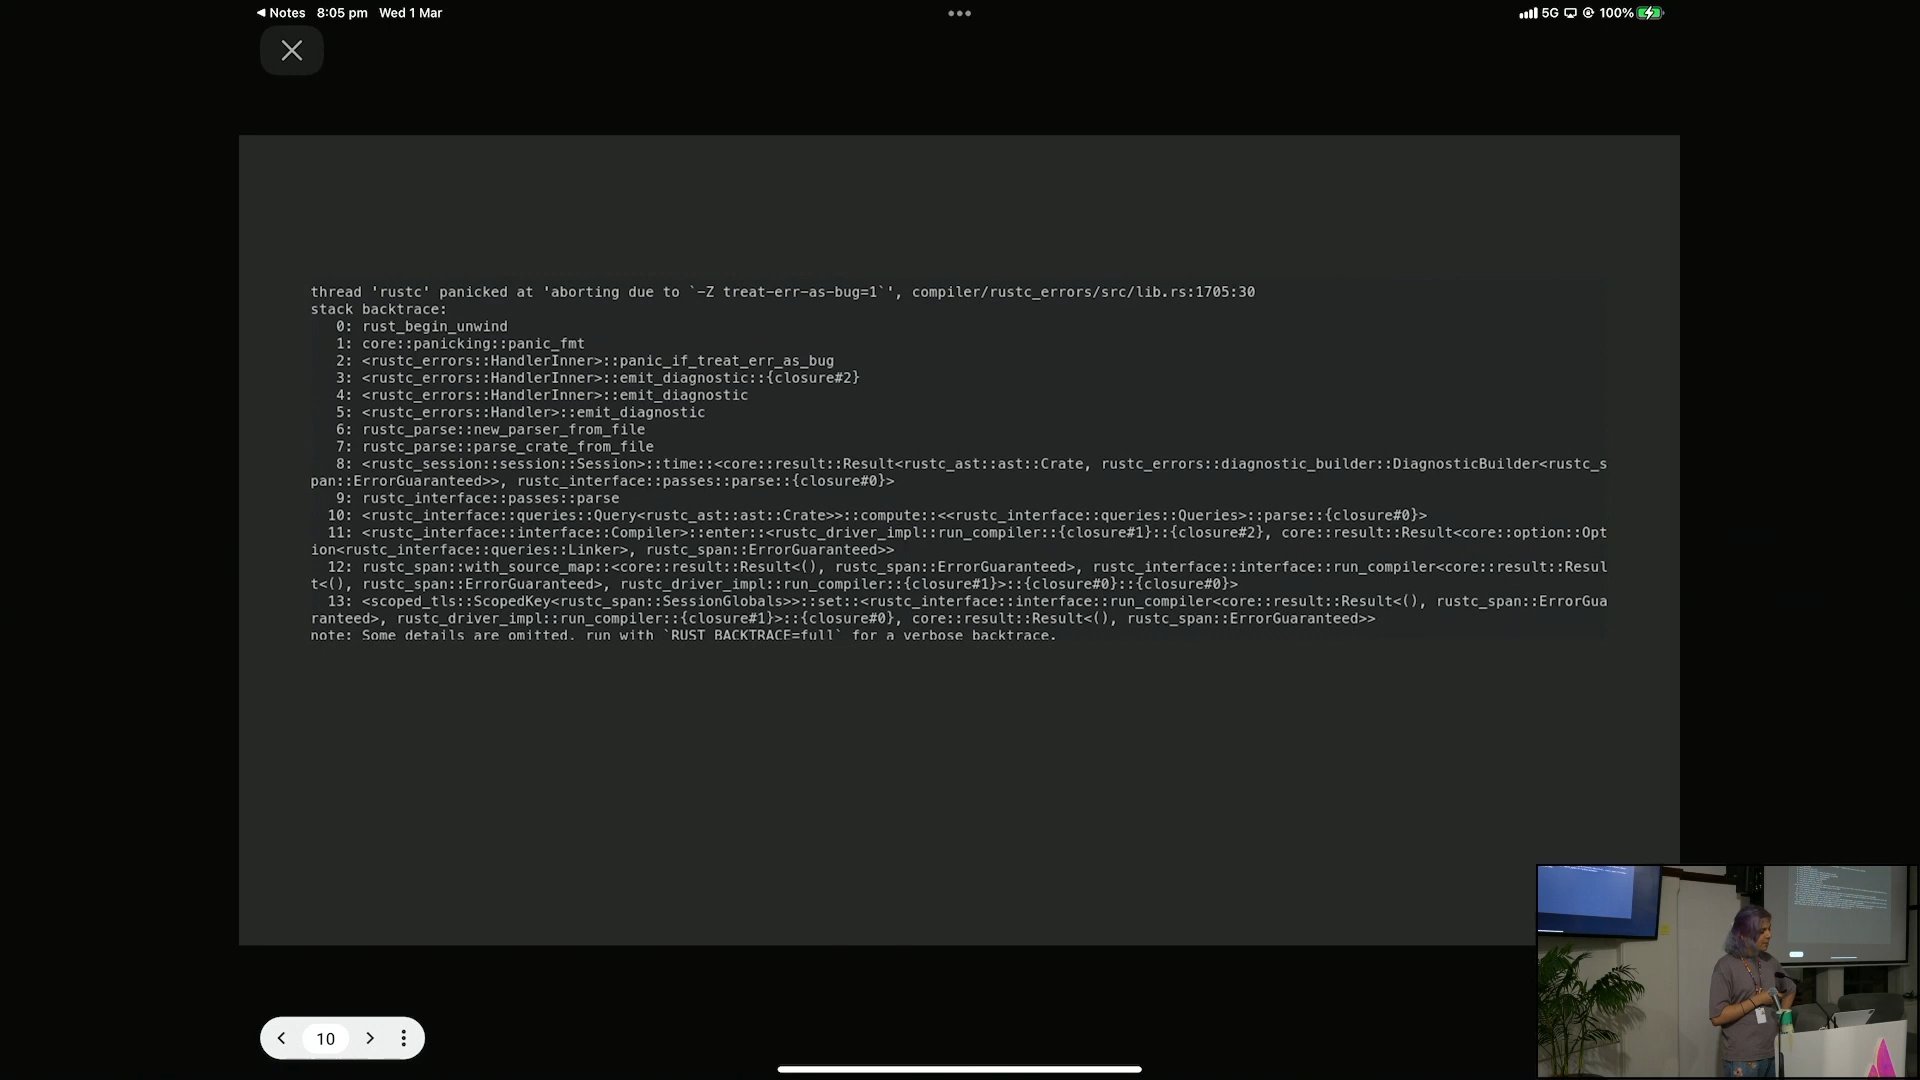 ◀ Notes 8:05 pm Wed 1 Mar 5G 100%
thread 'rustc' panicked at 'aborting due to `-Z treat-err-as-bug=1`', compiler/rustc_errors/src/lib.rs:1705:30
stack backtrace:
0: rust_begin_unwind
1: core::panicking::panic_fmt
2: <rustc_errors::HandlerInner>::panic_if_treat_err_as_bug
3: <rustc_errors::HandlerInner>::emit_diagnostic::{closure#2}
4: <rustc_errors::HandlerInner>::emit_diagnostic
5: <rustc_errors::Handler>::emit_diagnostic
6: rustc_parse::new_parser_from_file
7: rustc_parse::parse_crate_from_file
8: <rustc_session::session::Session>::time::<core::result::Result<rustc_ast::ast::Crate, rustc_errors::diagnostic_builder::DiagnosticBuilder<rustc_s
pan::ErrorGuaranteed>>, rustc_interface::passes::parse::{closure#0}>
9: rustc_interface::passes::parse
10: <rustc_interface::queries::Query<rustc_ast::ast::Crate>>::compute::<<rustc_interface::queries::Queries>::parse::{closure#0}>
11: <rustc_interface::interface::Compiler>::enter::<rustc_driver_impl::run_compiler::{closure#1}::{closure#2}, core::result::Result<core::option::Opt
ion<rustc_interface::queries::Linker>, rustc_span::ErrorGuaranteed>>
12: rustc_span::with_source_map::<core::result::Result<(), rustc_span::ErrorGuaranteed>, rustc_interface::interface::run_compiler<core::result::Resul
t<(), rustc_span::ErrorGuaranteed>, rustc_driver_impl::run_compiler::{closure#1}>::{closure#0}::{closure#0}>
13: <scoped_tls::ScopedKey<rustc_span::SessionGlobals>>::set::<rustc_interface::interface::run_compiler<core::result::Result<(), rustc_span::ErrorGua
ranteed>, rustc_driver_impl::run_compiler::{closure#1}>::{closure#0}, core::result::Result<(), rustc_span::ErrorGuaranteed>>
note: Some details are omitted, run with `RUST_BACKTRACE=full` for a verbose backtrace.
10